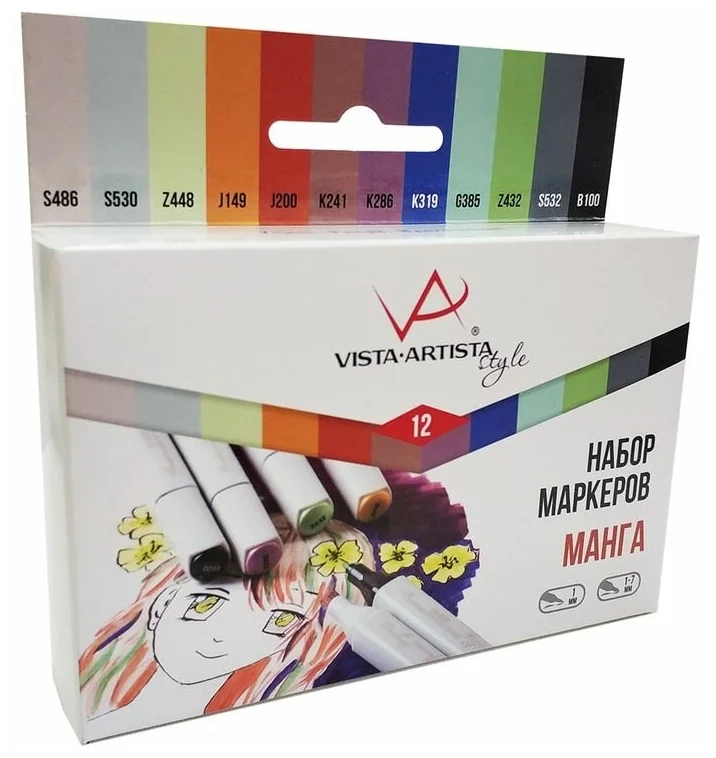 S486 S530 Z448 J149 J200 K241 K286 K319 G385 Z432 S532 B100
VISTA·ARTISTA®
style
12
НАБОР
МАРКЕРОВ
МАНГА
1 ММ
1-7 ММ